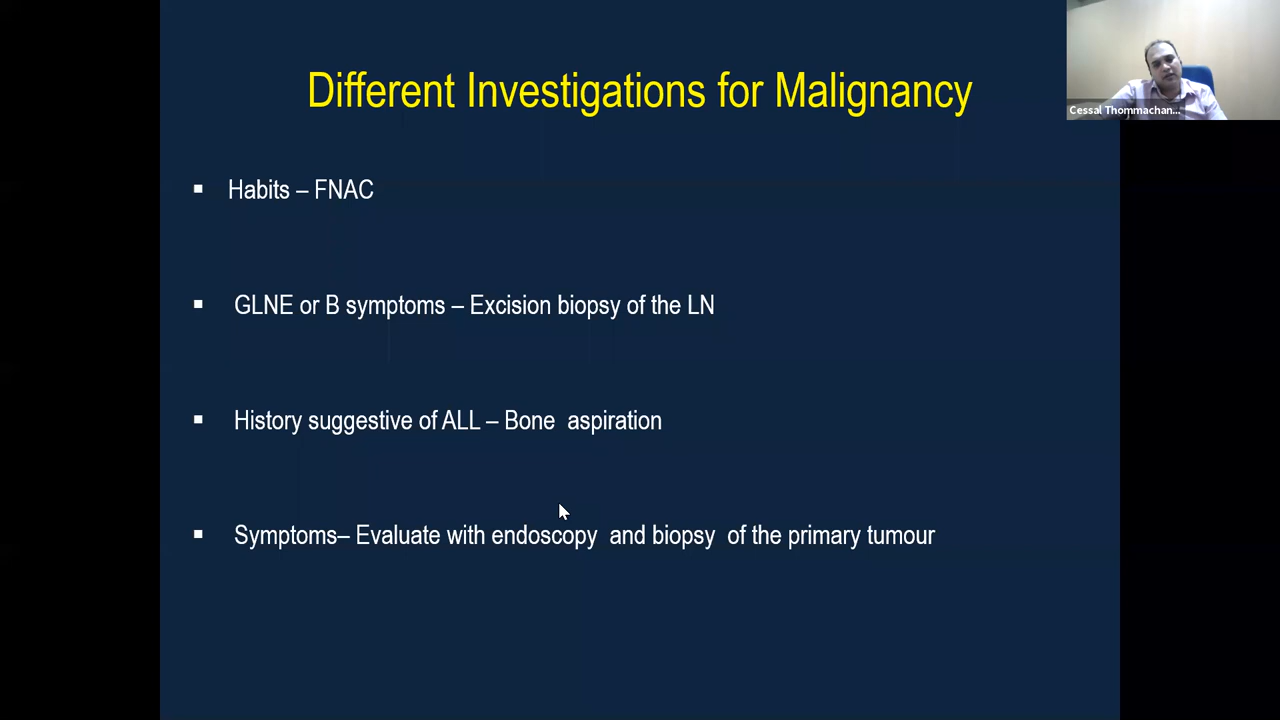 Different Investigations for Malignancy
Cessal Thommachan...
▪ Habits – FNAC
▪ GLNE or B symptoms – Excision biopsy of the LN
▪ History suggestive of ALL – Bone aspiration
▪ Symptoms– Evaluate with endoscopy and biopsy of the primary tumour